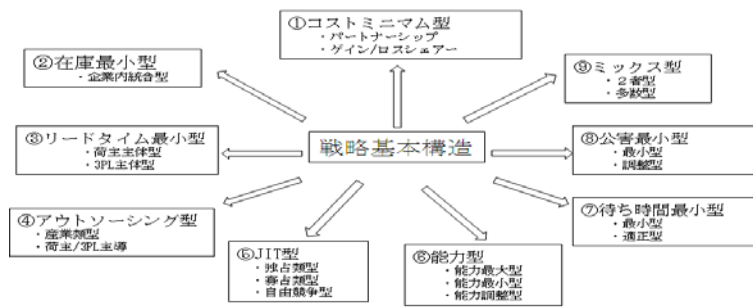 ①コストミニマム型
・パートナーシップ
・ゲイン/ロスシェアー
②在庫最小型
・企業内統合型
③リードタイム最小型
・荷主主体型
・3PL主体型
④アウトソーシング型
・産業類型
・荷主/3PL主導
⑤JIT型
・独占類型
・寡占類型
・自由競争型
⑥能力型
・能力最大型
・能力最小型
・能力調整型
⑦待ち時間最小型
・最小型
・適正型
⑧公害最小型
・最小型
・調整型
⑨ミックス型
・2者型
・多数型
戦略基本構造